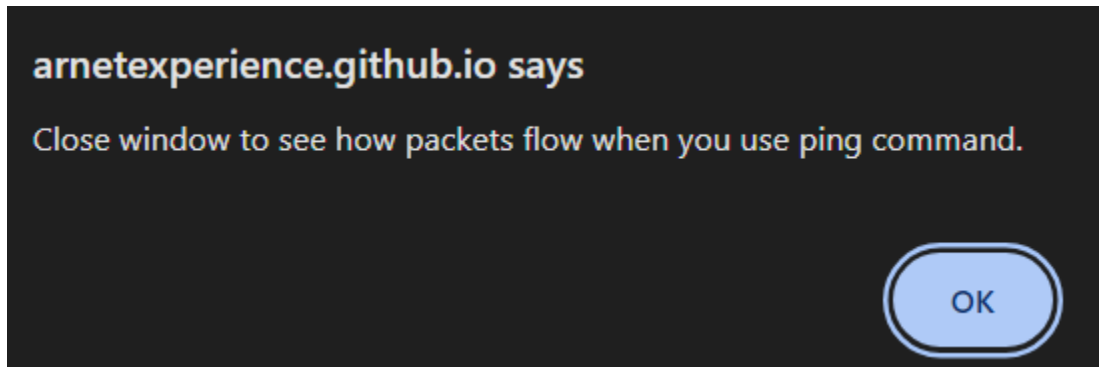 arnetexperience.github.io says
Close window to see how packets flow when you use ping command.
OK